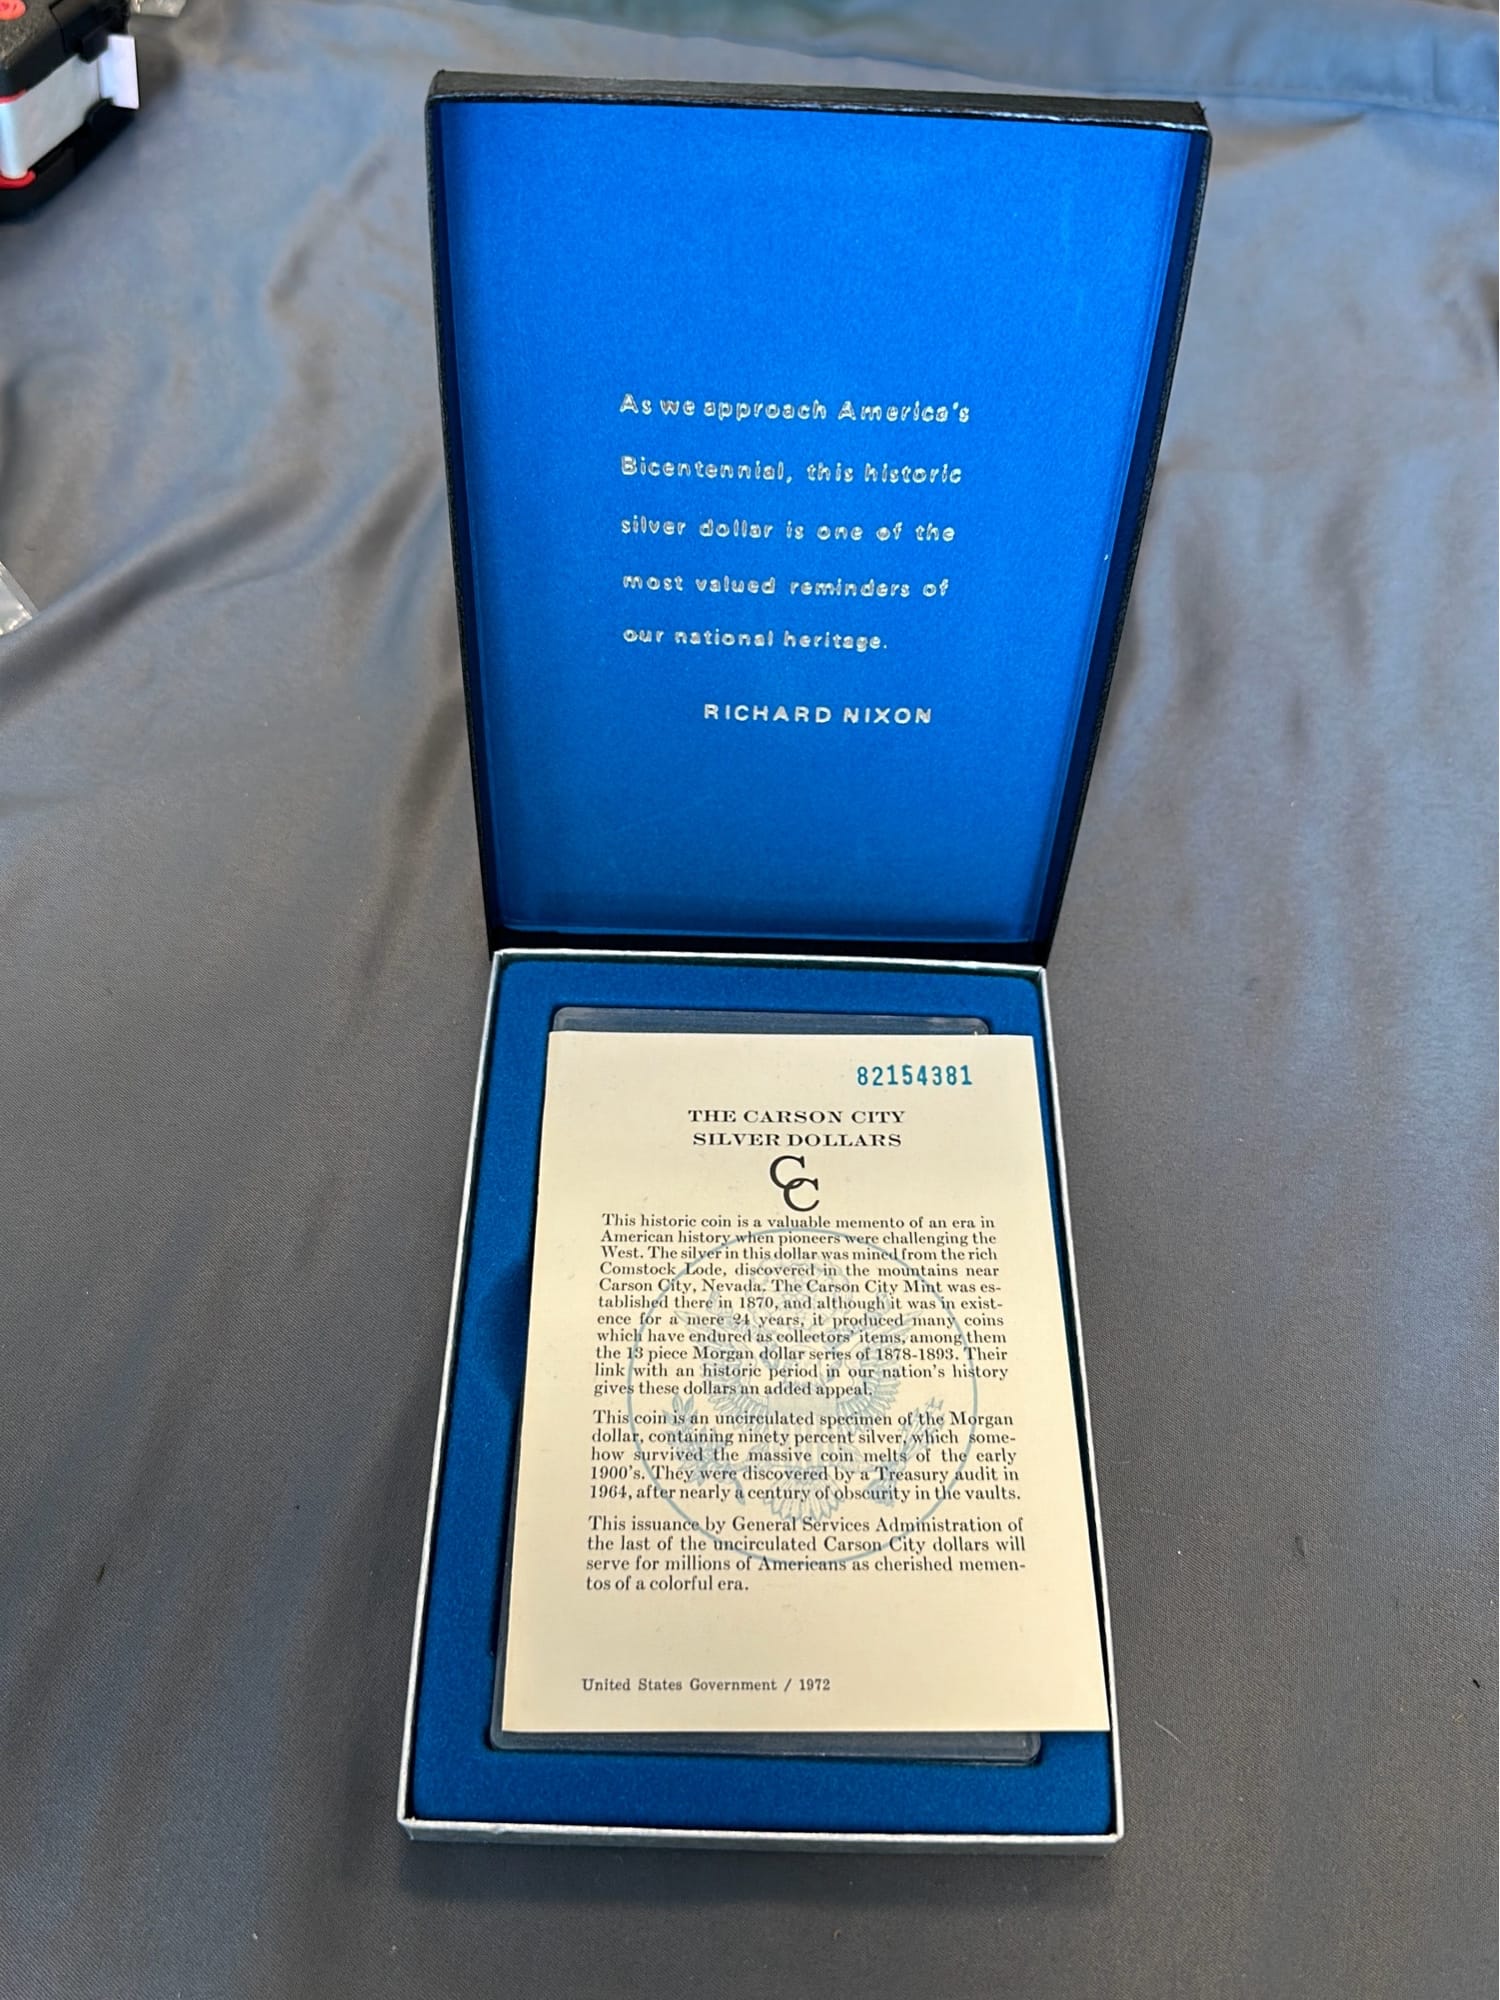 As we approach America's
Bicentennial, this historic
silver dollar is one of the
most valued reminders of
our national heritage.
RICHARD NIXON
82154381
THE CARSON CITY
SILVER DOLLARS
CC
This historic coin is a valuable memento of an era in
American history when pioneers were challenging the
West. The silver in this dollar was mined from the rich
Comstock Lode, discovered in the mountains near
Carson City, Nevada. The Carson City Mint was es-
tablished there in 1870, and although it was in exist-
ence for a mere 24 years, it produced many coins
which have endured as collectors' items, among them
the 13 piece Morgan dollar series of 1878-1893. Their
link with an historic period in our nation's history
gives these dollars an added appeal.
This coin is an uncirculated specimen of the Morgan
dollar, containing ninety percent silver, which some-
how survived the massive coin melts of the early
1900's. They were discovered by a Treasury audit in
1964, after nearly a century of obscurity in the vaults.
This issuance by General Services Administration of
the last of the uncirculated Carson City dollars will
serve for millions of Americans as cherished memen-
tos of a colorful era.
United States Government / 1972